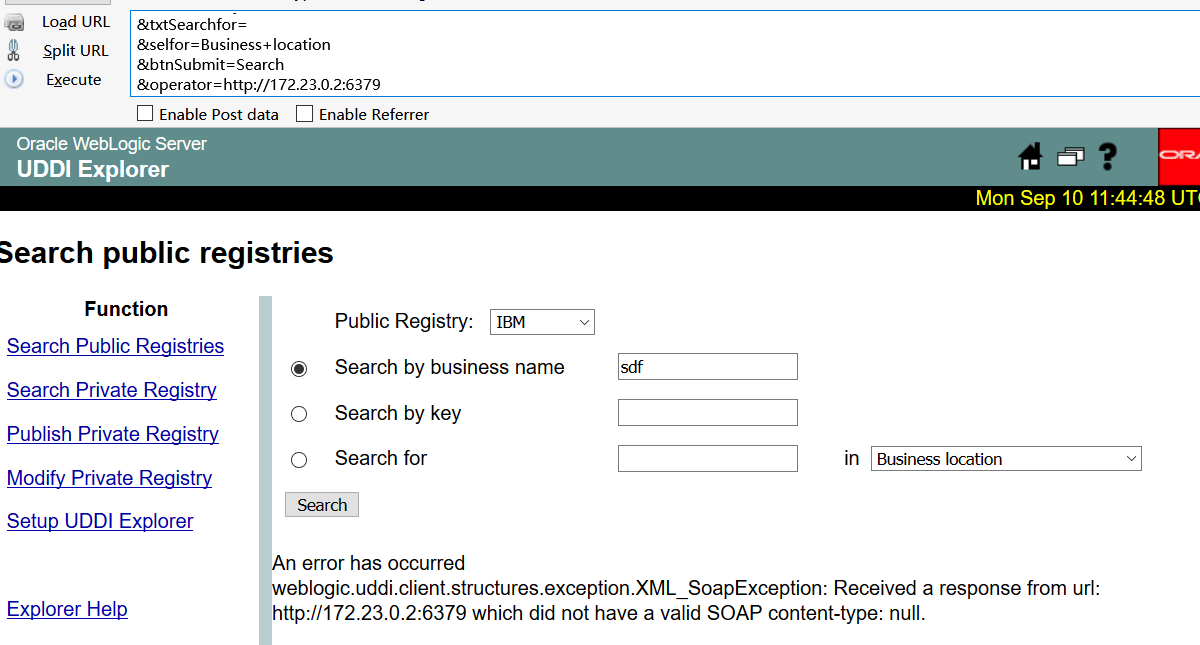 Load URL
Split URL
Execute
&txtSearchfor=
&selfor=Business+location
&btnSubmit=Search
&operator=http://172.23.0.2:6379
Enable Post data Enable Referrer
Oracle WebLogic Server
UDDI Explorer
?
ORA
Mon Sep 10 11:44:48 UT
Search public registries
Function
Search Public Registries
Search Private Registry
Publish Private Registry
Modify Private Registry
Setup UDDI Explorer
Explorer Help
Public Registry: IBM
Search by business name sdf
Search by key
Search for in Business location
Search
An error has occurred
weblogic.uddi.client.structures.exception.XML_SoapException: Received a response from url:
http://172.23.0.2:6379 which did not have a valid SOAP content-type: null.